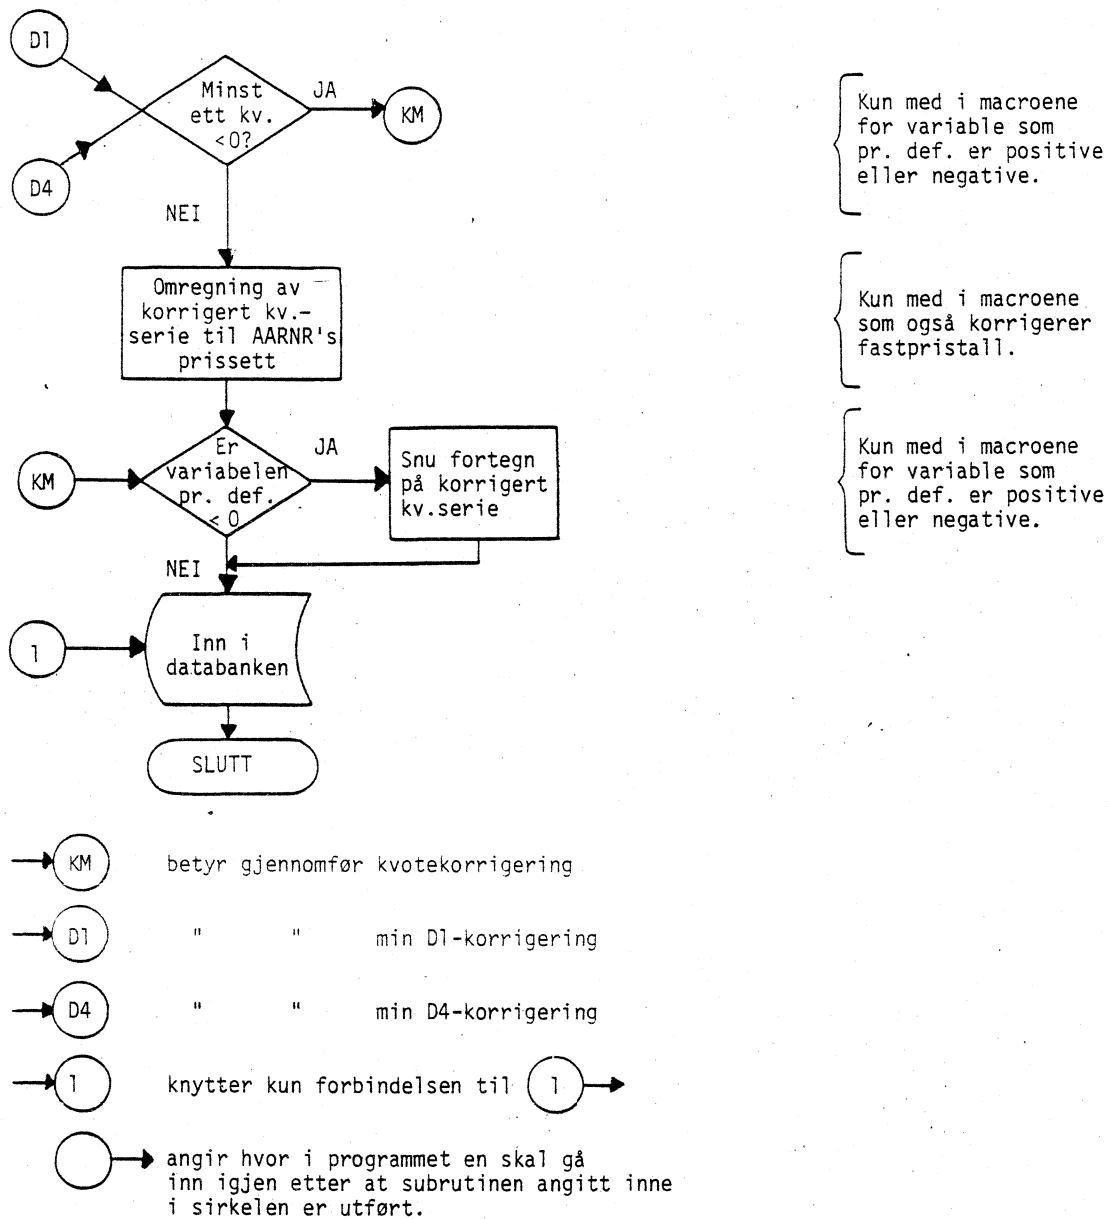 D1
Minst
ett kv.
<0?
JA
KM
D4
NEI
Kun med i macroene
for variable som
pr. def. er positive
eller negative.
Omregning av
korrigert kv.-
serie til AARNR's
prissett
Kun med i macroene
som også korrigerer
fastpristall.
KM
Er
variabelen
pr. def.
< 0
JA
Snu fortegn
på korrigert
kv.serie
Kun med i macroene
for variable som
pr. def. er positive
eller negative.
NEI
1
Inn i
databanken
SLUTT
KM betyr gjennomfør kvotekorrigering
D1 " " min D1-korrigering
D4 " " min D4-korrigering
1 knytter kun forbindelsen til 1
angir hvor i programmet en skal gå
inn igjen etter at subrutinen angitt inne
i sirkelen er utført.